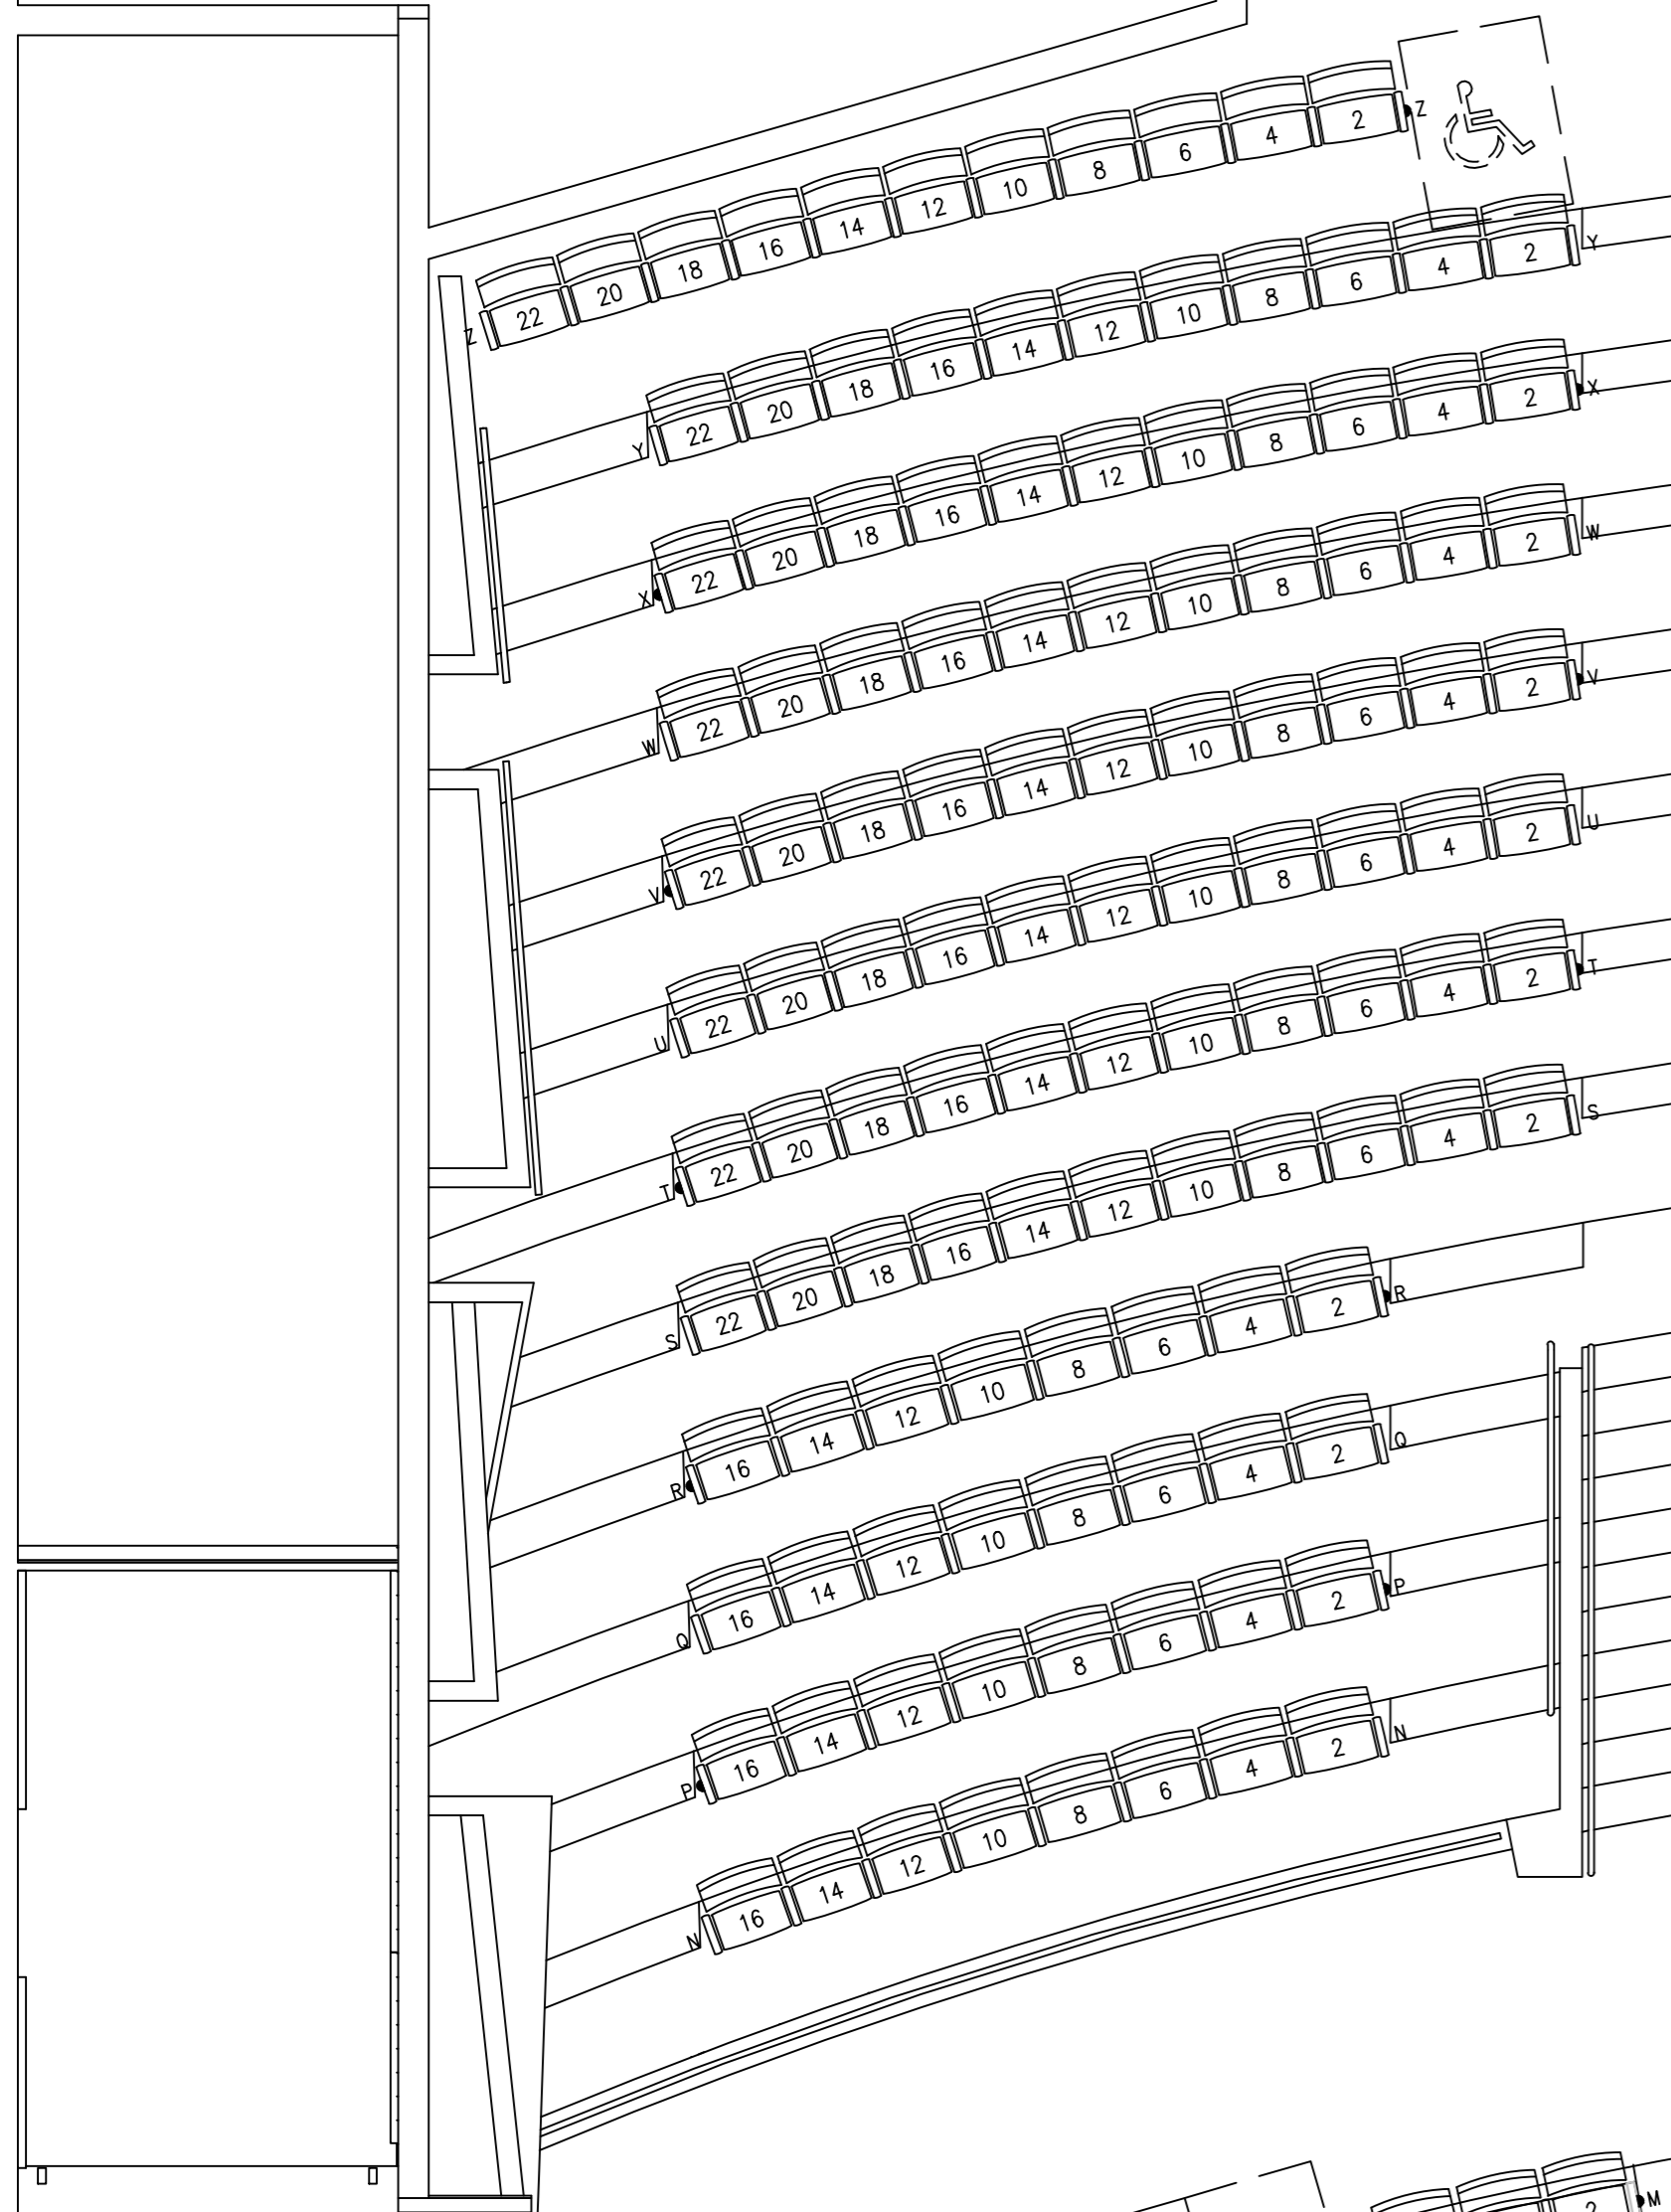 Z 22 20 18 16 14 12 10 8 6 4 2 Z
Y 22 20 18 16 14 12 10 8 6 4 2 Y
X 22 20 18 16 14 12 10 8 6 4 2 X
W 22 20 18 16 14 12 10 8 6 4 2 W
V 22 20 18 16 14 12 10 8 6 4 2 V
U 22 20 18 16 14 12 10 8 6 4 2 U
T 22 20 18 16 14 12 10 8 6 4 2 T
S 22 20 18 16 14 12 10 8 6 4 2 S
R 16 14 12 10 8 6 4 2 R
Q 16 14 12 10 8 6 4 2 Q
P 16 14 12 10 8 6 4 2 P
N 16 14 12 10 8 6 4 2 N
2 M